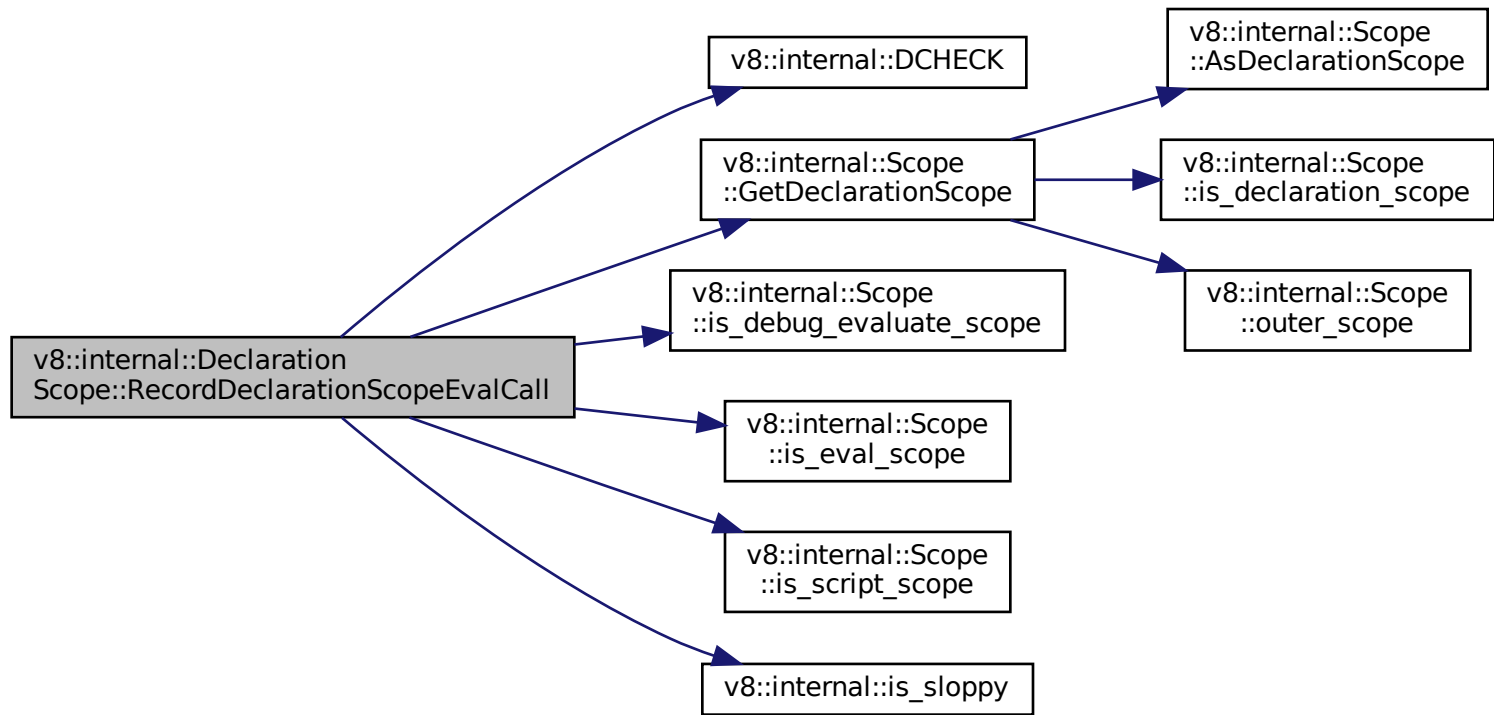 v8::internal::Declaration
Scope::RecordDeclarationScopeEvalCall
v8::internal::DCHECK
v8::internal::Scope
::GetDeclarationScope
v8::internal::Scope
::AsDeclarationScope
v8::internal::Scope
::is_declaration_scope
v8::internal::Scope
::outer_scope
v8::internal::Scope
::is_debug_evaluate_scope
v8::internal::Scope
::is_eval_scope
v8::internal::Scope
::is_script_scope
v8::internal::is_sloppy